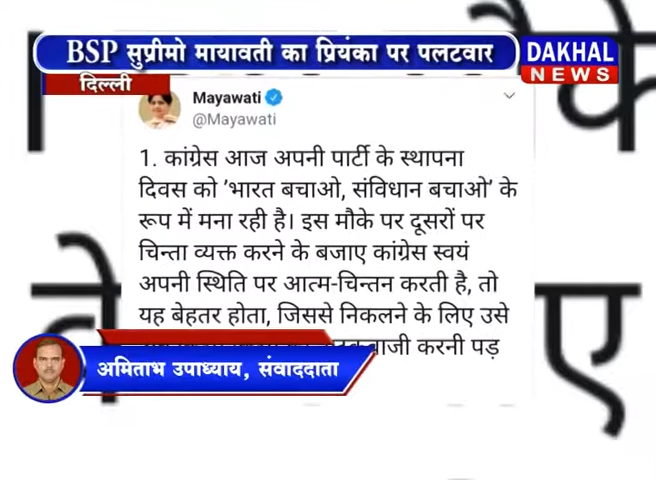 BSP सुप्रीमो मायावती का प्रियंका पर पलटवार
DAKHAL
NEWS
दिल्ली
Mayawati
@Mayawati
1. कांग्रेस आज अपनी पार्टी के स्थापना
दिवस को 'भारत बचाओ, संविधान बचाओ' के
रूप में मना रही है। इस मौके पर दूसरों पर
चिन्ता व्यक्त करने के बजाए कांग्रेस स्वयं
अपनी स्थिति पर आत्म-चिन्तन करती है, तो
यह बेहतर होता, जिससे निकलने के लिए उसे
करनी पड़
अमिताभ उपाध्याय, संवाददाता